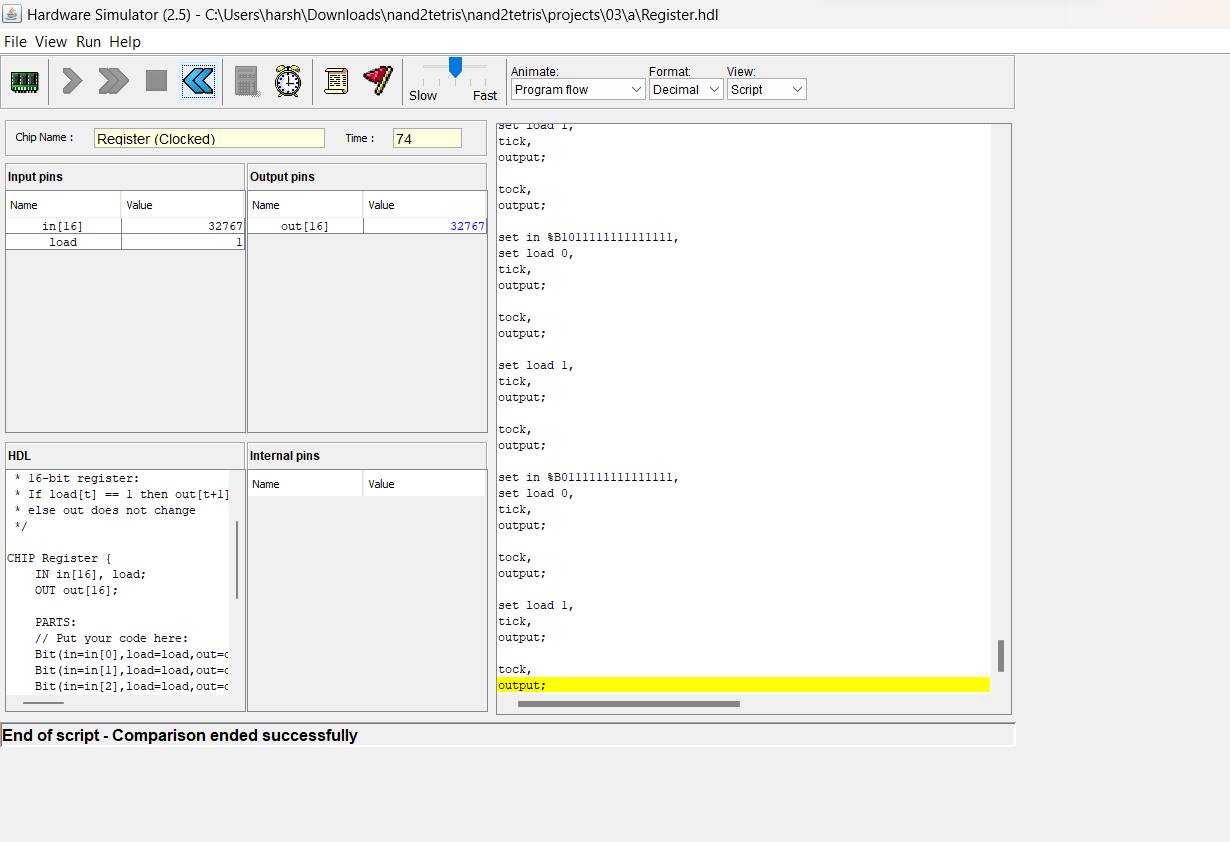 Hardware Simulator (2.5) - C:\Users\harsh\Downloads\nand2tetris\nand2tetris\projects\03\a\Register.hdl
File View Run Help
Animate: Format: View:
Slow Fast Program flow Decimal Script
Chip Name : Register (Clocked) Time : 74
Input pins
Name Value
in[16] 32767
load 1
Output pins
Name Value
out[16] 32767
HDL
* 16-bit register:
* If load[t] == 1 then out[t+1]
* else out does not change
*/
CHIP Register {
IN in[16], load;
OUT out[16];
PARTS:
// Put your code here:
Bit(in=in[0],load=load,out=
Bit(in=in[1],load=load,out=
Bit(in=in[2],load=load,out=
Internal pins
Name Value
set load 1,
tick,
output;
tock,
output;
set in %B1011111111111111,
set load 0,
tick,
output;
tock,
output;
set load 1,
tick,
output;
tock,
output;
set in %B0111111111111111,
set load 0,
tick,
output;
tock,
output;
set load 1,
tick,
output;
tock,
output;
End of script - Comparison ended successfully